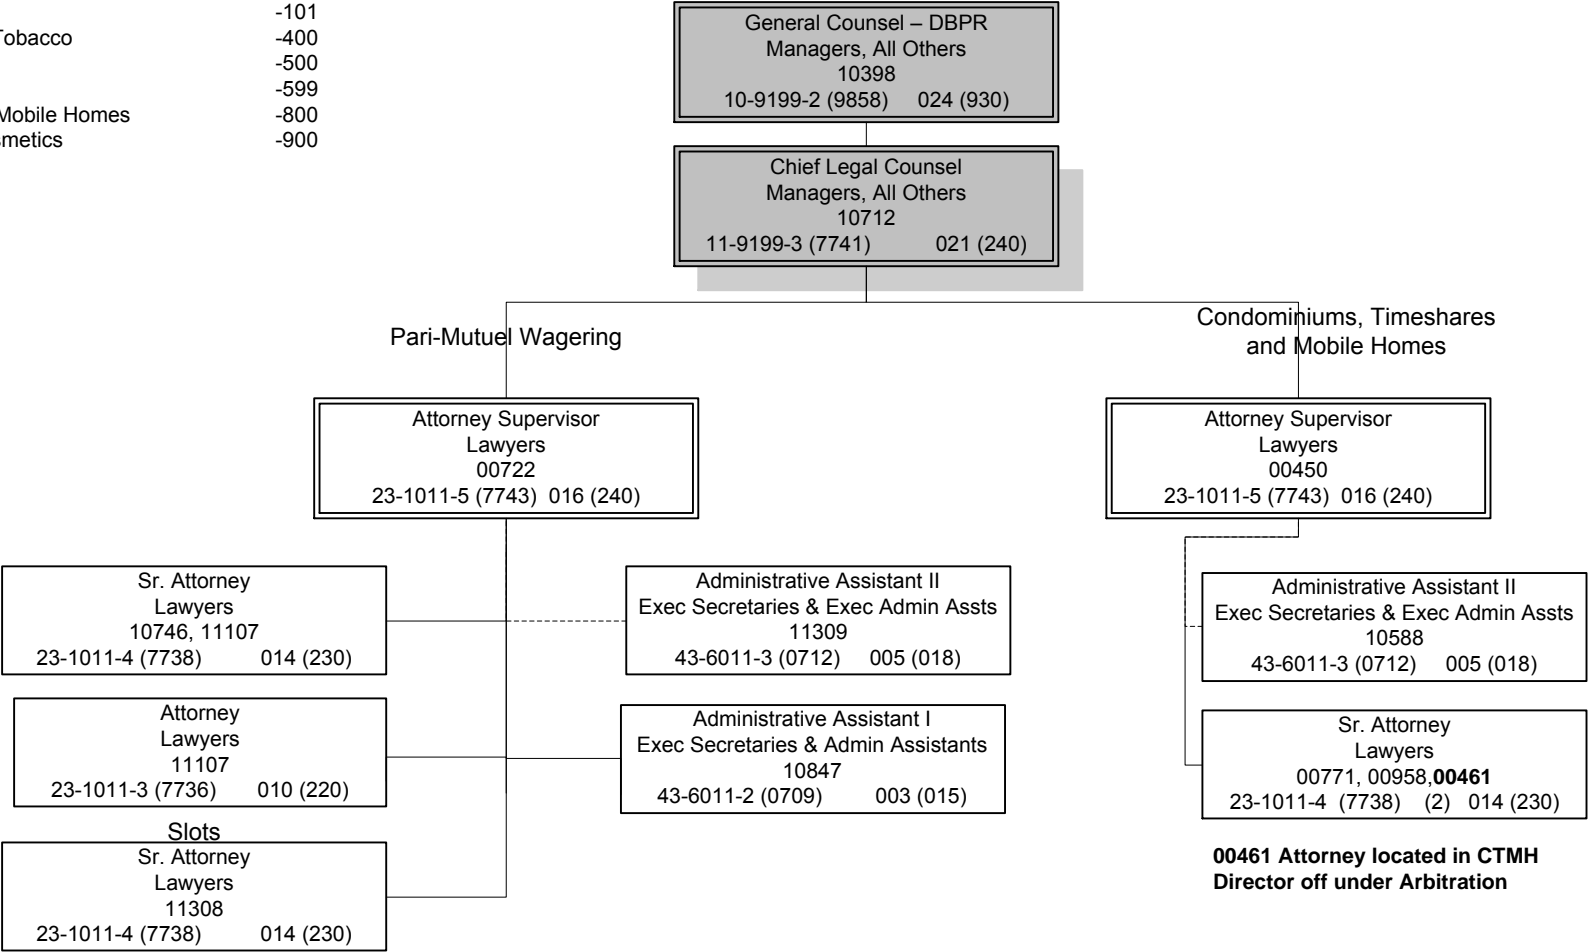 -101
Tobacco -400
-500
-599
Mobile Homes -800
-900
General Counsel – DBPR
Managers, All Others
10398
10-9199-2 (9858) 024 (930)
Chief Legal Counsel
Managers, All Others
10712
11-9199-3 (7741) 021 (240)
Pari-Mutuel Wagering
Condominiums, Timeshares
and Mobile Homes
Attorney Supervisor
Lawyers
00722
23-1011-5 (7743) 016 (240)
Attorney Supervisor
Lawyers
00450
23-1011-5 (7743) 016 (240)
Sr. Attorney
Lawyers
10746, 11107
23-1011-4 (7738) 014 (230)
Administrative Assistant II
Exec Secretaries & Exec Admin Assts
11309
43-6011-3 (0712) 005 (018)
Administrative Assistant II
Exec Secretaries & Exec Admin Assts
10588
43-6011-3 (0712) 005 (018)
Attorney
Lawyers
11107
23-1011-3 (7736) 010 (220)
Administrative Assistant I
Exec Secretaries & Admin Assistants
10847
43-6011-2 (0709) 003 (015)
Sr. Attorney
Lawyers
00771, 00958,00461
23-1011-4 (7738) (2) 014 (230)
Slots
Sr. Attorney
Lawyers
11308
23-1011-4 (7738) 014 (230)
00461 Attorney located in CTMH
Director off under Arbitration